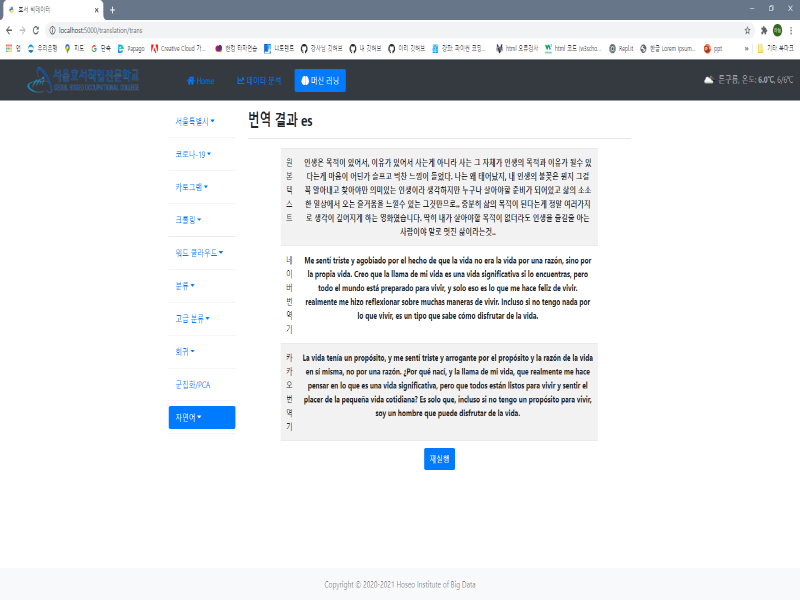 호서 빅데이터
localhost:5000/translation/trans
앱 우리은행 지도 단축 Papago Creative Cloud 가... 한컴 타자연습 니트렌트 강사님 깃허브 내 깃허브 이리 깃허브 html 오류검사 html 코드 (w3scho... Repl.it 한글 Lorem Ipsum... ppt » 기타 북마크
서울호서직업전문학교
SEOUL HOSEO OCCUPATIONAL COLLEGE
Home 데이터 분석 머신 러닝
튼구름, 온도: 6.0℃, 6/6℃
서울특별시
코로나-19
카토그램
크롤링
워드 클라우드
분류
고급 분류
회귀
군집화/PCA
자연어
번역 결과 es
원본텍스트
인생은 목적이 있어서, 이유가 있어서 사는게 아니라 사는 그 자체가 인생의 목적과 이유가 될수 있
다는게 마음이 어딘가 슬프고 벅찬 느낌이 들었다. 나는 왜 태어났지, 내 인생의 불꽃은 뭔지 그걸
꼭 알아내고 찾아야만 의미있는 인생이라 생각하지만 누구나 살아야할 준비가 되어있고 삶의 소소
한 일상에서 오는 즐거움을 느낄수 있는 그것만으로.. 충분히 삶의 목적이 된다는게 정말 여러가지
로 생각이 깊어지게 하는 영화였습니다. 딱히 내가 살아야할 목적이 없더라도 인생을 즐길줄 아는
사람이야 말로 멋진 삶이라는것..
네이버번역기
Me sentí triste y agobiado por el hecho de que la vida no era la vida por una razón, sino por
la propia vida. Creo que la llama de mi vida es una vida significativa si lo encuentras, pero
todo el mundo está preparado para vivir, y solo eso es lo que me hace feliz de vivir.
realmente me hizo reflexionar sobre muchas maneras de vivir. Incluso si no tengo nada por
lo que vivir, es un tipo que sabe cómo disfrutar de la vida.
카카오번역기
La vida tenía un propósito, y me sentí triste y arrogante por el propósito y la razón de la vida
en sí misma, no por una razón. ¿Por qué nací, y la llama de mi vida, que realmente me hace
pensar en lo que es una vida significativa, pero que todos están listos para vivir y sentir el
placer de la pequeña vida cotidiana? Es solo que, incluso si no tengo un propósito para vivir,
soy un hombre que puede disfrutar de la vida.
재실행
Copyright © 2020-2021 Hoseo Institute of Big Data